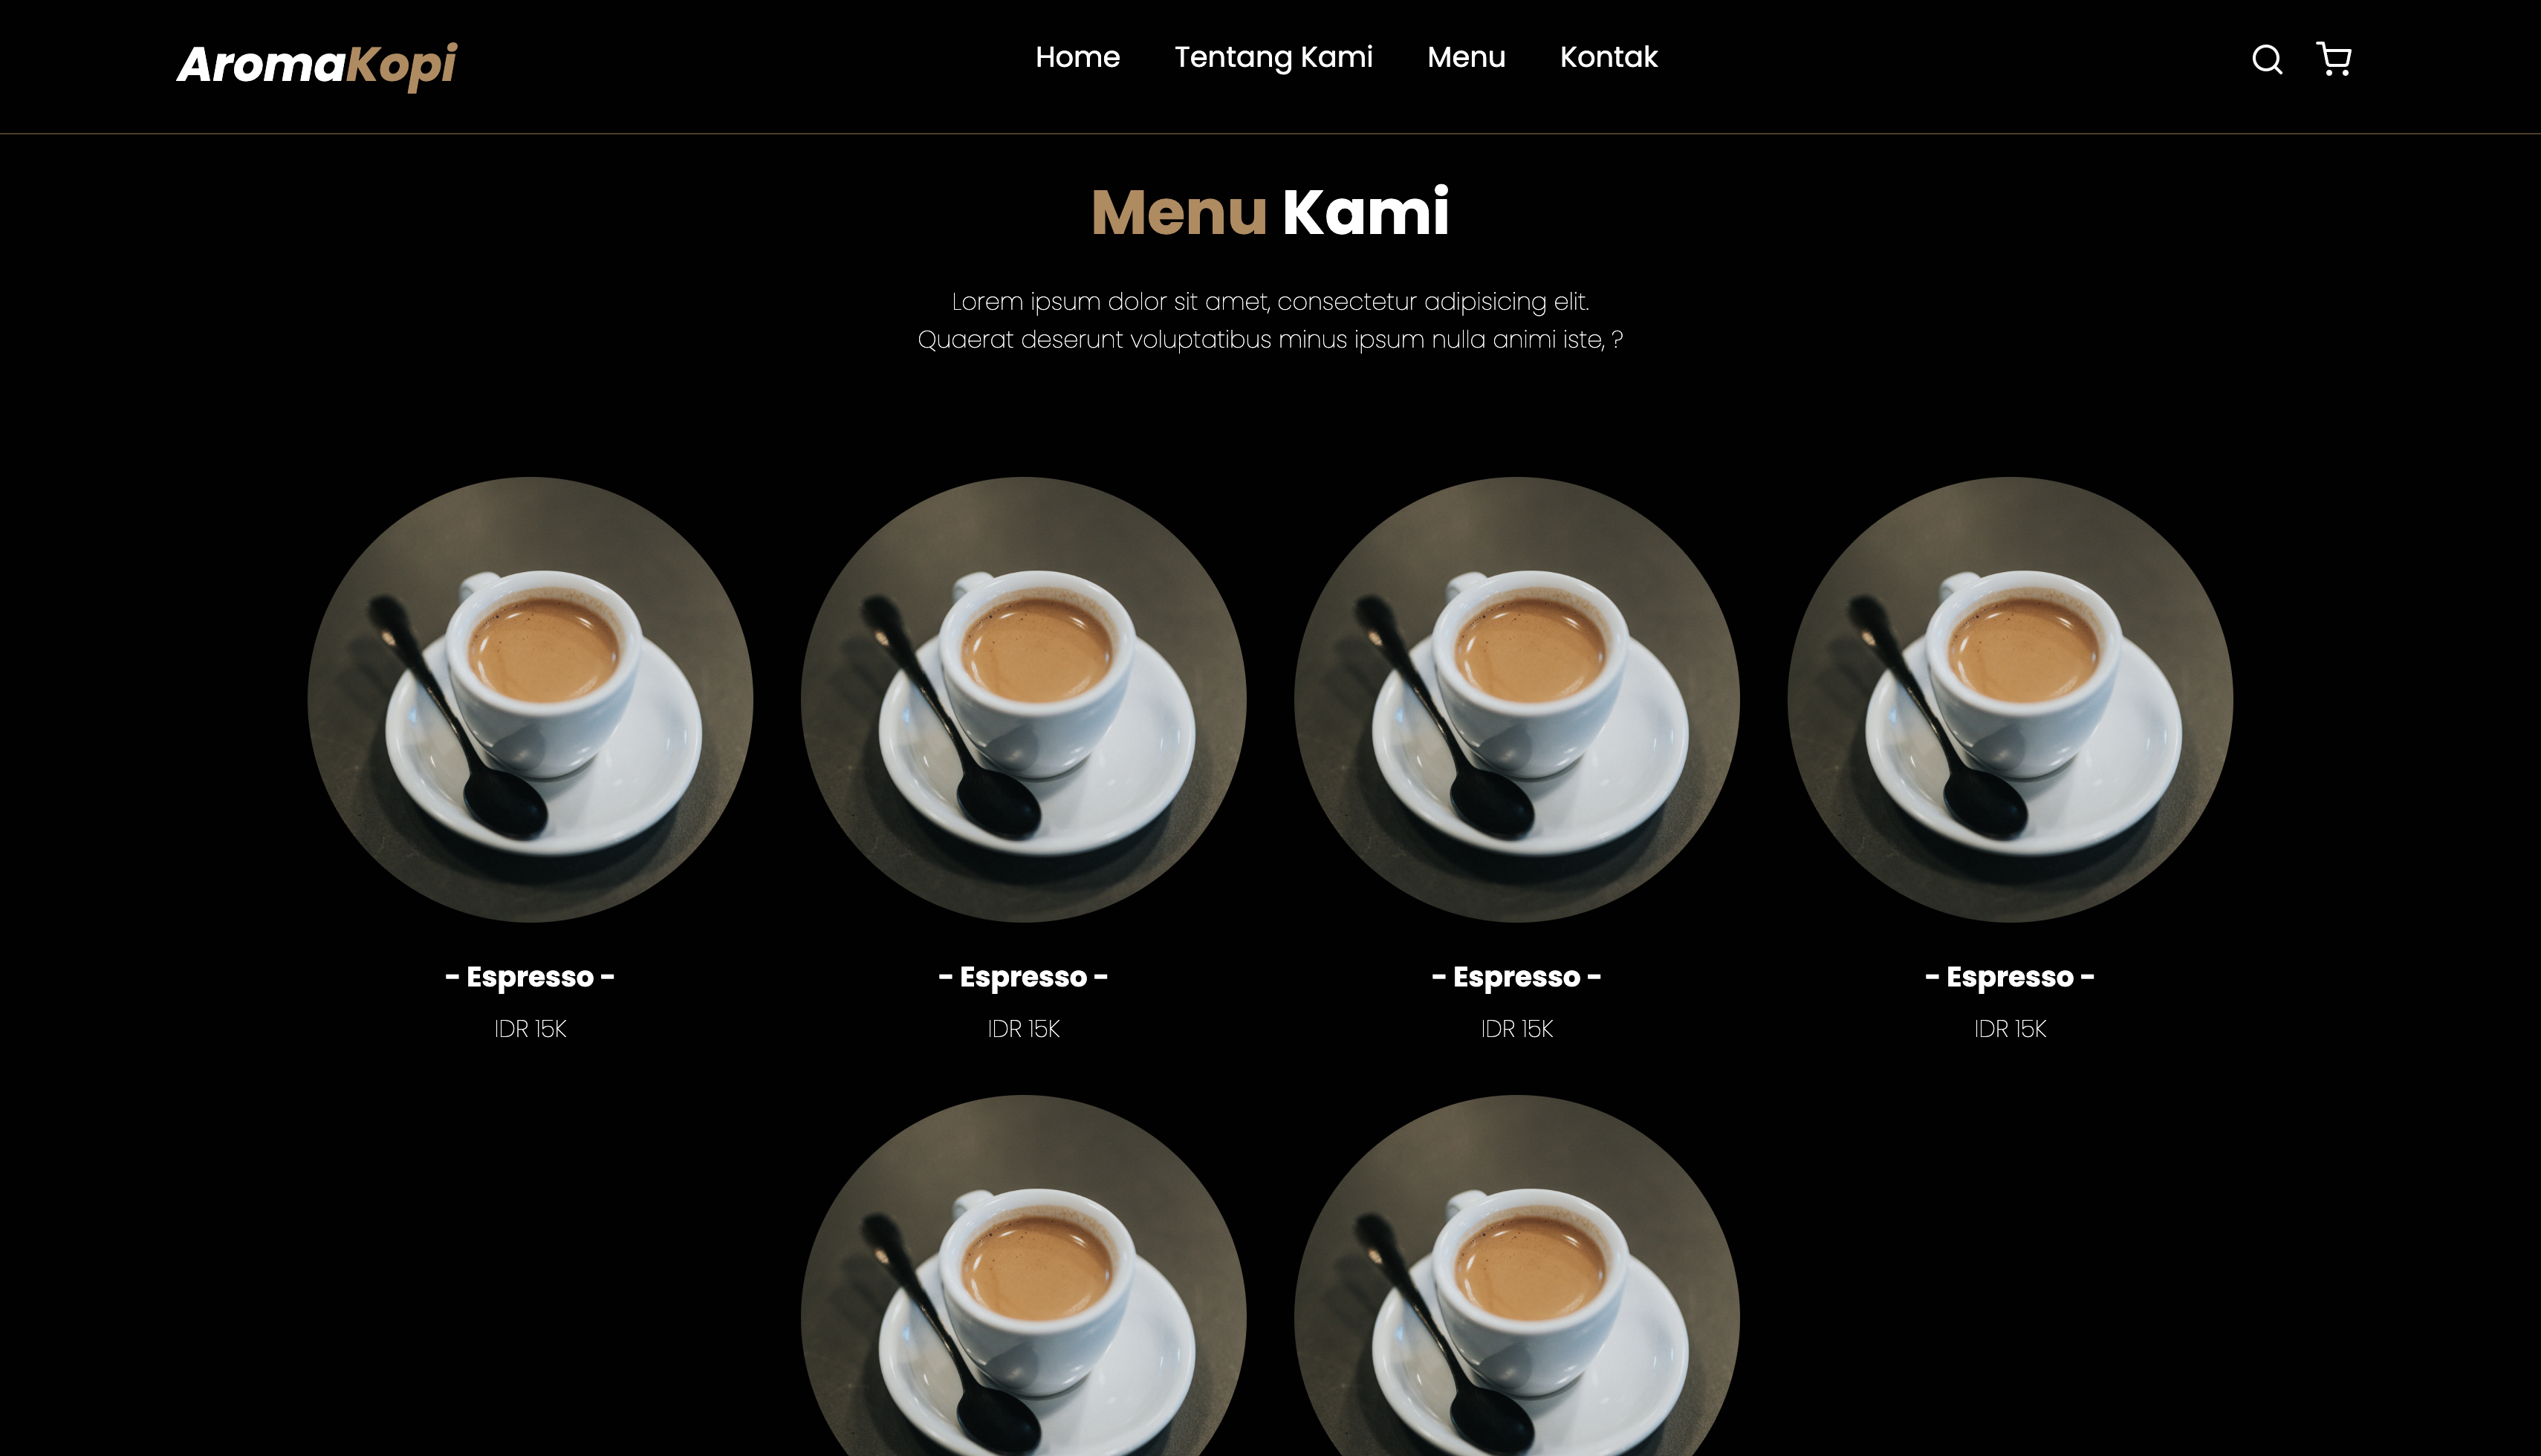 AromaKopi
Home Tentang Kami Menu Kontak
Menu Kami
Lorem ipsum dolor sit amet, consectetur adipisicing elit.
Quaerat deserunt voluptatibus minus ipsum nulla animi iste, ?
- Espresso - - Espresso - - Espresso - - Espresso -
IDR 15K IDR 15K IDR 15K IDR 15K